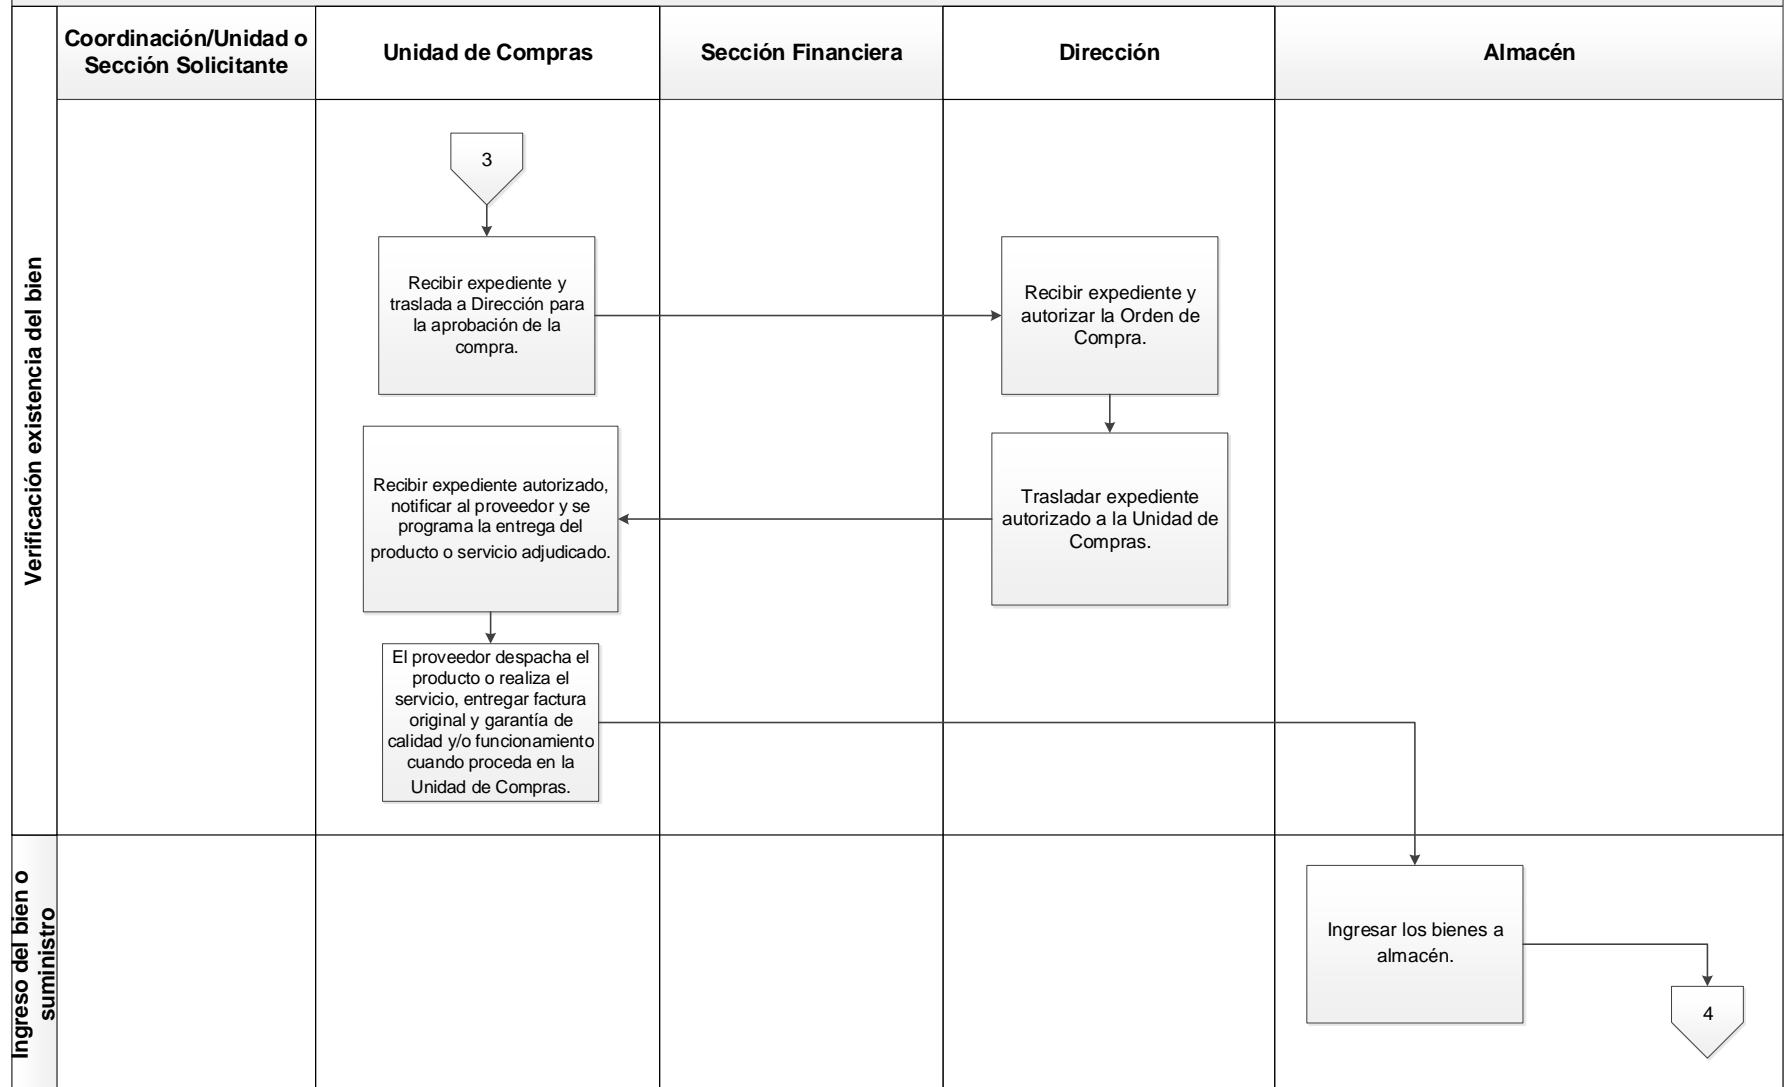 Coordinación/Unidad o
Sección Solicitante
Unidad de Compras
Sección Financiera
Dirección
Almacén
Verificación existencia del bien
3
Recibir expediente y
traslada a Dirección para
la aprobación de la
compra.
Recibir expediente y
autorizar la Orden de
Compra.
Trasladar expediente
autorizado a la Unidad de
Compras.
Recibir expediente autorizado,
notificar al proveedor y se
programa la entrega del
producto o servicio adjudicado.
El proveedor despacha el
producto o realiza el
servicio, entregar factura
original y garantía de
calidad y/o funcionamiento
cuando proceda en la
Unidad de Compras.
Ingreso del bien o
suministro
Ingresar los bienes a
almacén.
4